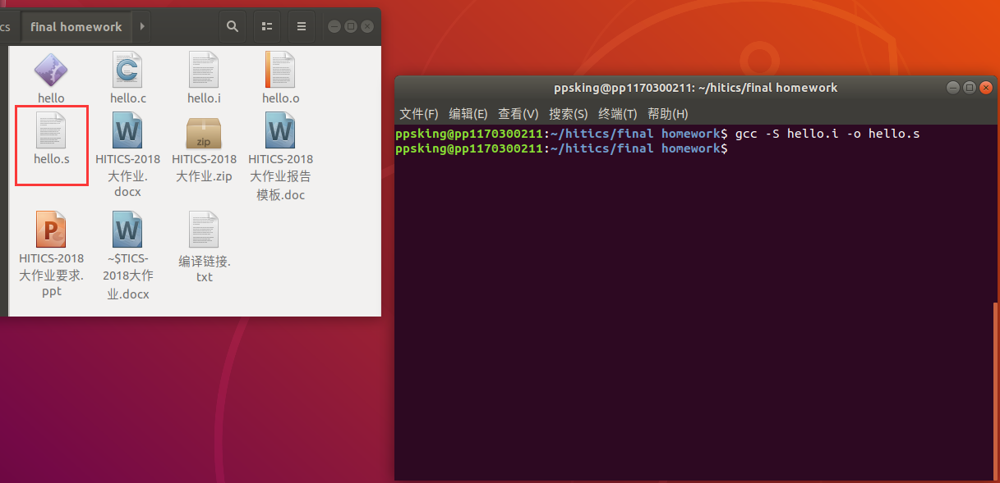 cs
final homework
hello
hello.c
hello.i
hello.o
hello.s
HITICS-2018
大作业.
docx
HITICS-2018
大作业.zip
HITICS-2018
大作业报告
模板.doc
HITICS-2018
大作业要求.
ppt
~$TICS-
2018大作
业.docx
编译链接.
txt
ppsking@pp1170300211: ~/hitics/final homework
文件(F) 编辑(E) 查看(V) 搜索(S) 终端(T) 帮助(H)
ppsking@pp1170300211:~/hitics/final homework$ gcc -S hello.i -o hello.s
ppsking@pp1170300211:~/hitics/final homework$